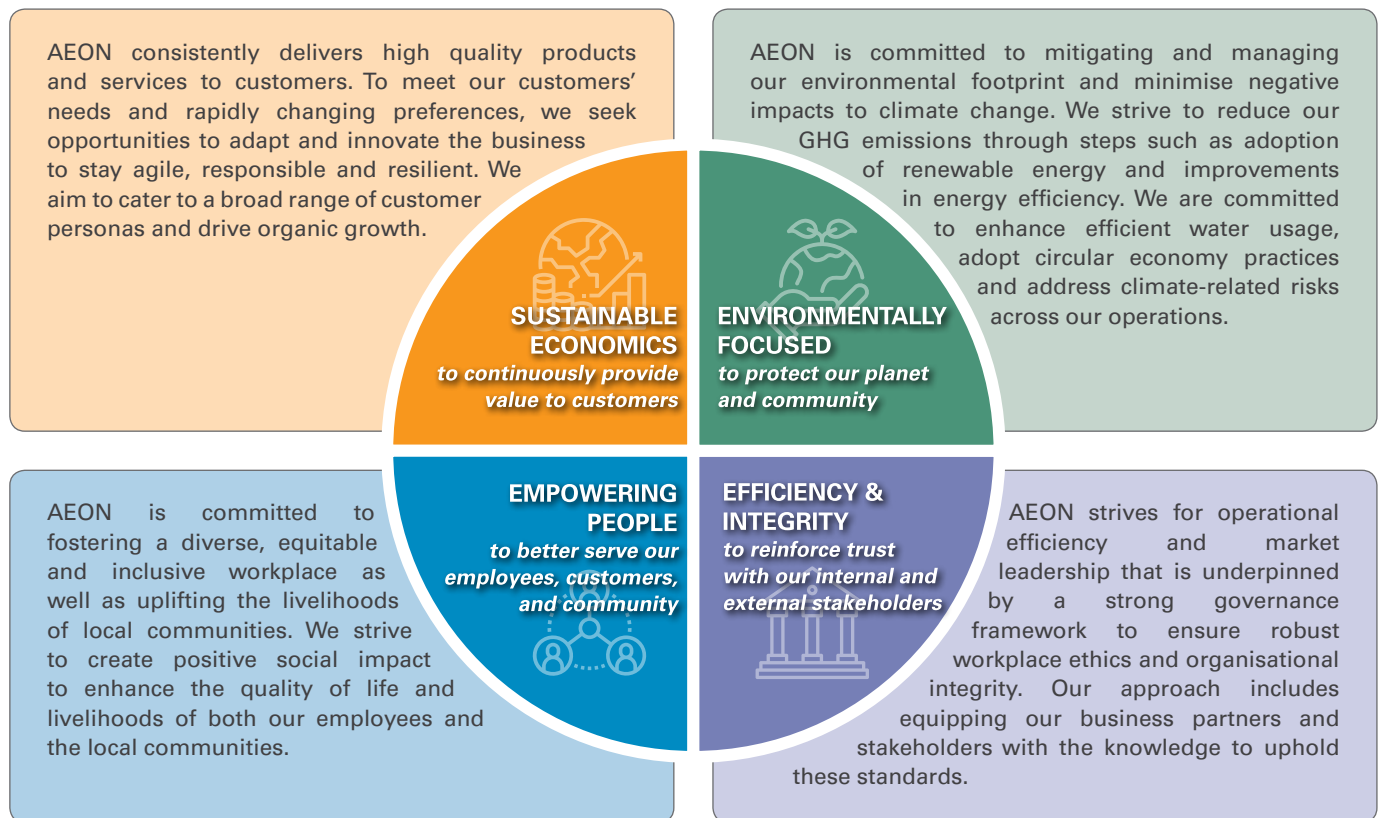 AEON consistently delivers high quality products
and services to customers. To meet our customers’
needs and rapidly changing preferences, we seek
opportunities to adapt and innovate the business
to stay agile, responsible and resilient. We
aim to cater to a broad range of customer
personas and drive organic growth.
SUSTAINABLE
ECONOMICS
to continuously provide
value to customers
AEON is committed to mitigating and managing
our environmental footprint and minimise negative
impacts to climate change. We strive to reduce our
GHG emissions through steps such as adoption
of renewable energy and improvements
in energy efficiency. We are committed
to enhance efficient water usage,
adopt circular economy practices
and address climate-related risks
across our operations.
ENVIRONMENTALLY
FOCUSED
to protect our planet
and community
AEON is committed to
fostering a diverse, equitable
and inclusive workplace as
well as uplifting the livelihoods
of local communities. We strive
to create positive social impact
to enhance the quality of life and
livelihoods of both our employees and
the local communities.
EMPOWERING
PEOPLE
to better serve our
employees, customers,
and community
EFFICIENCY &
INTEGRITY
to reinforce trust
with our internal and
external stakeholders
AEON strives for operational
efficiency and market
leadership that is underpinned
by a strong governance
framework to ensure robust
workplace ethics and organisational
integrity. Our approach includes
equipping our business partners and
stakeholders with the knowledge to uphold
these standards.